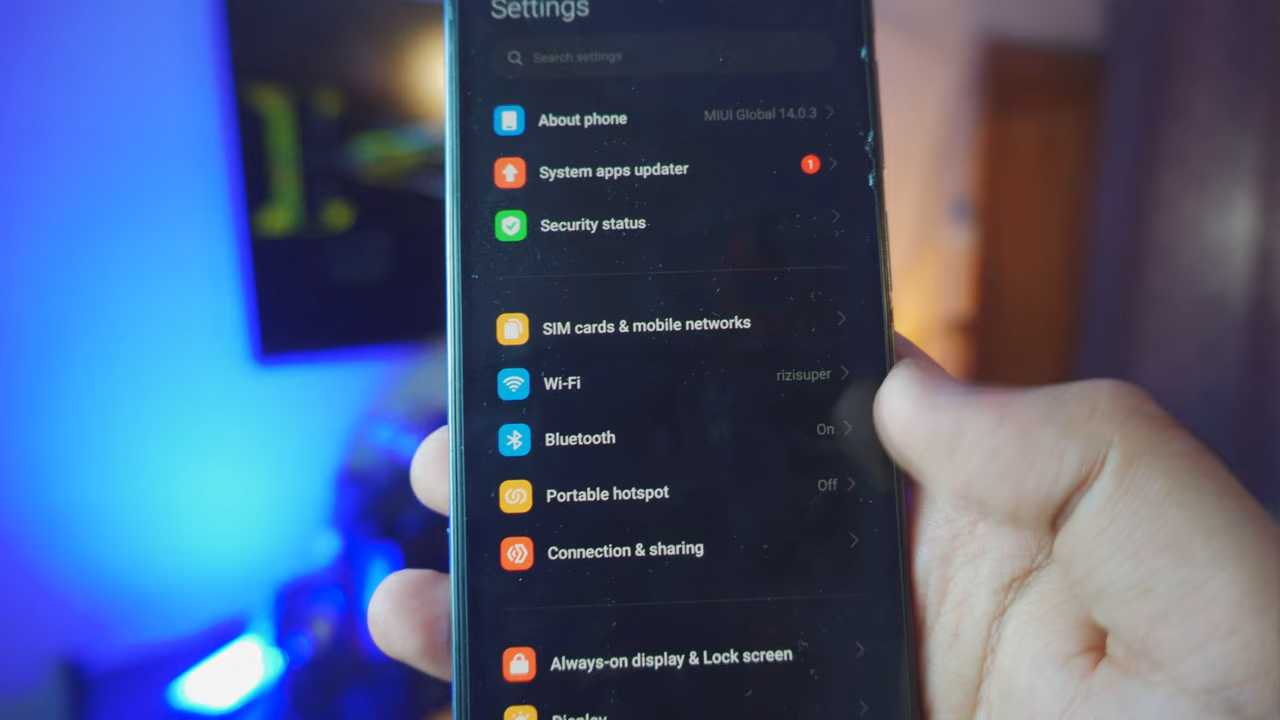 Settings
Search settings
About phone MIUI Global 14.0.3
System apps updater 1
Security status
SIM cards & mobile networks
Wi-Fi rizisuper
Bluetooth On
Portable hotspot Off
Connection & sharing
Always-on display & Lock screen
Display